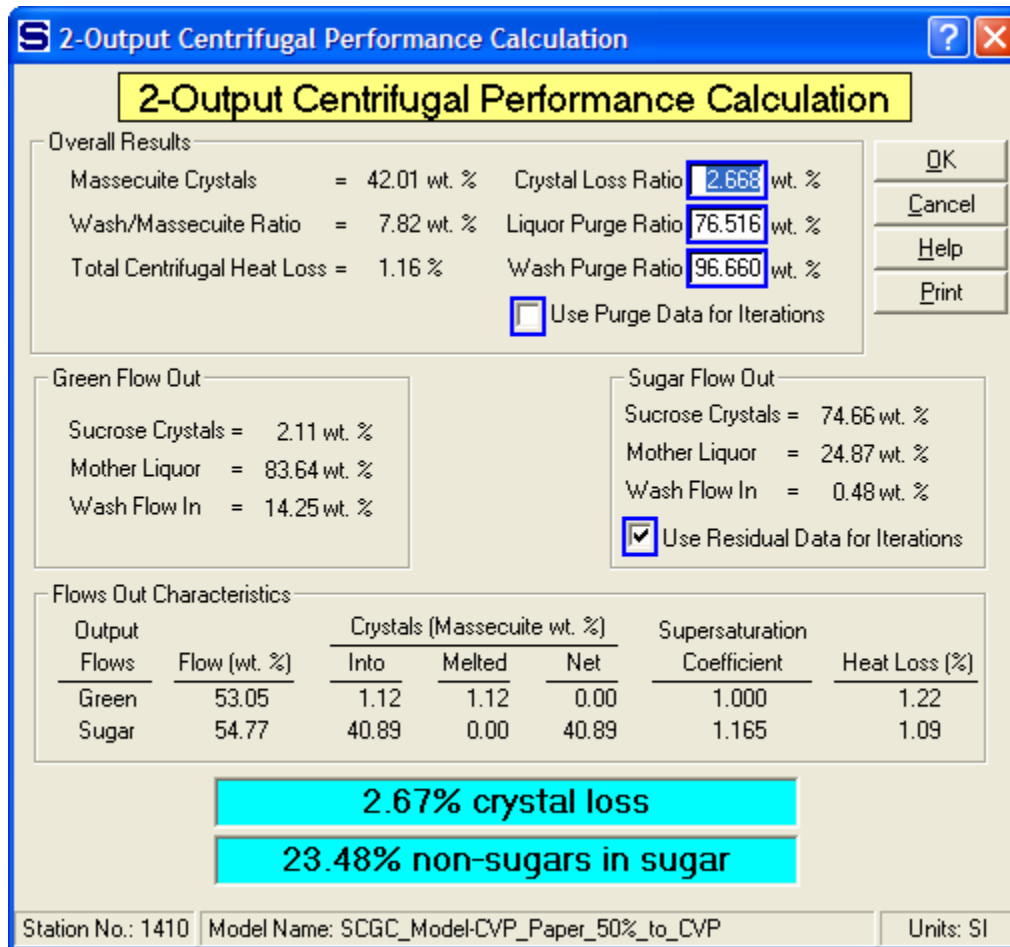 S 2-Output Centrifugal Performance Calculation ?
2-Output Centrifugal Performance Calculation
Overall Results
Massecuite Crystals = 42.01 wt. % Crystal Loss Ratio 2.668 wt. %
Wash/Massecuite Ratio = 7.82 wt. % Liquor Purge Ratio 76.516 wt. %
Total Centrifugal Heat Loss = 1.16 % Wash Purge Ratio 96.660 wt. %
Use Purge Data for Iterations
OK
Cancel
Help
Print
Green Flow Out
Sucrose Crystals = 2.11 wt. %
Mother Liquor = 83.64 wt. %
Wash Flow In = 14.25 wt. %
Sugar Flow Out
Sucrose Crystals = 74.66 wt. %
Mother Liquor = 24.87 wt. %
Wash Flow In = 0.48 wt. %
Use Residual Data for Iterations
Flows Out Characteristics
Output Crystals (Massecuite wt. %) Supersaturation
Flows Flow (wt. %) Into Melted Net Coefficient Heat Loss (%)
Green 53.05 1.12 1.12 0.00 1.000 1.22
Sugar 54.77 40.89 0.00 40.89 1.165 1.09
2.67% crystal loss
23.48% non-sugars in sugar
Station No.: 1410 Model Name: SCGC_Model-CVP_Paper_50%_to_CVP Units: SI